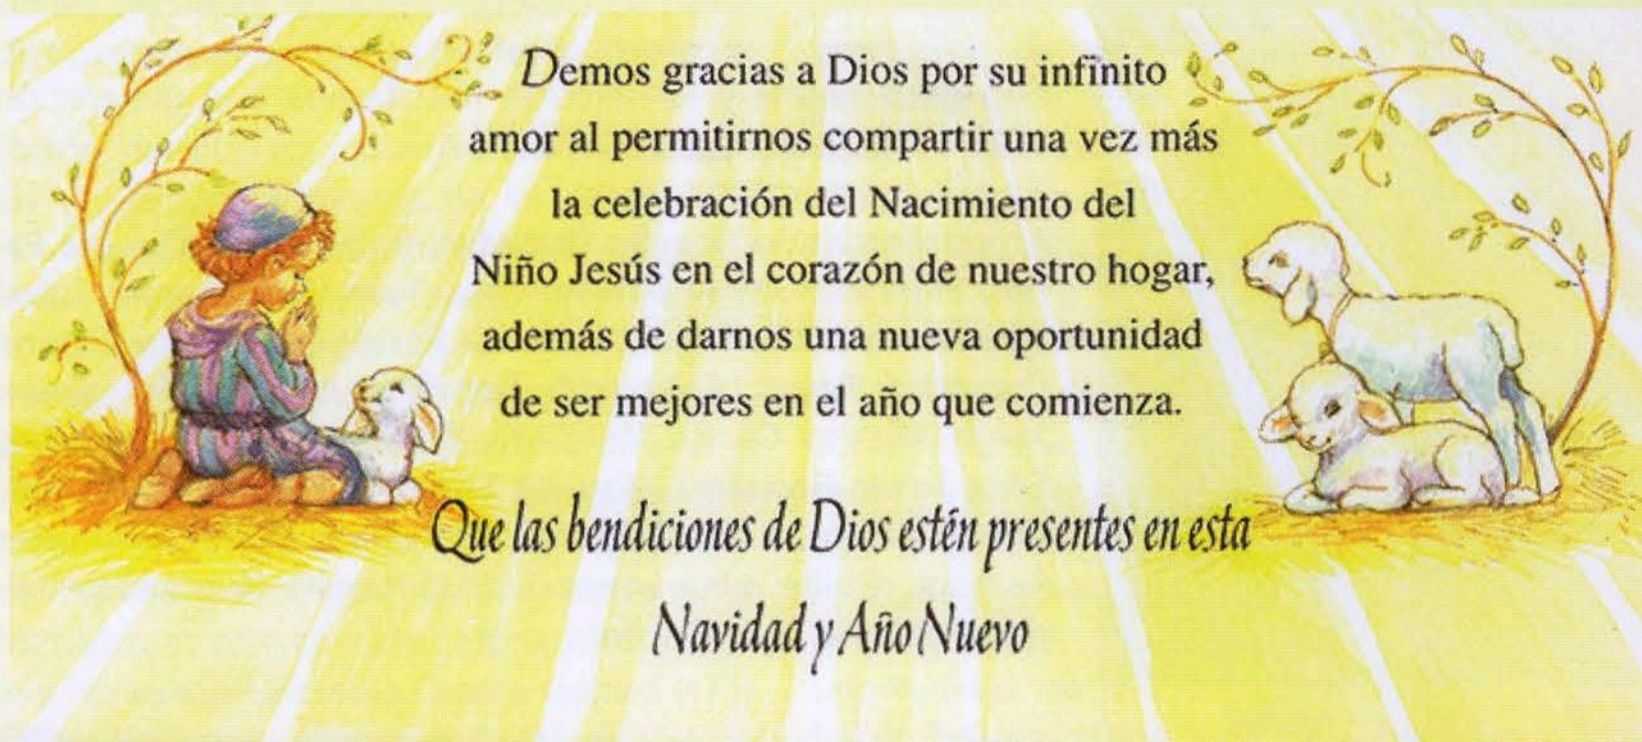 Demos gracias a Dios por su infinito
amor al permitirnos compartir una vez más
la celebración del Nacimiento del
Niño Jesús en el corazón de nuestro hogar,
además de darnos una nueva oportunidad
de ser mejores en el año que comienza.
Que las bendiciones de Dios estén presentes en esta
Navidad y Año Nuevo